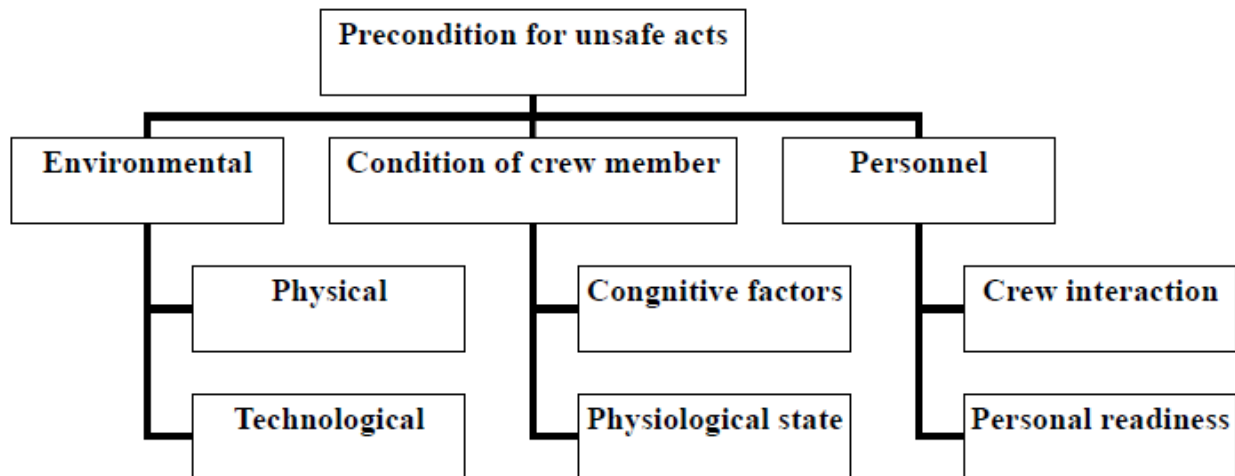 Precondition for unsafe acts
Environmental
Condition of crew member
Personnel
Physical
Congnitive factors
Crew interaction
Technological
Physiological state
Personal readiness